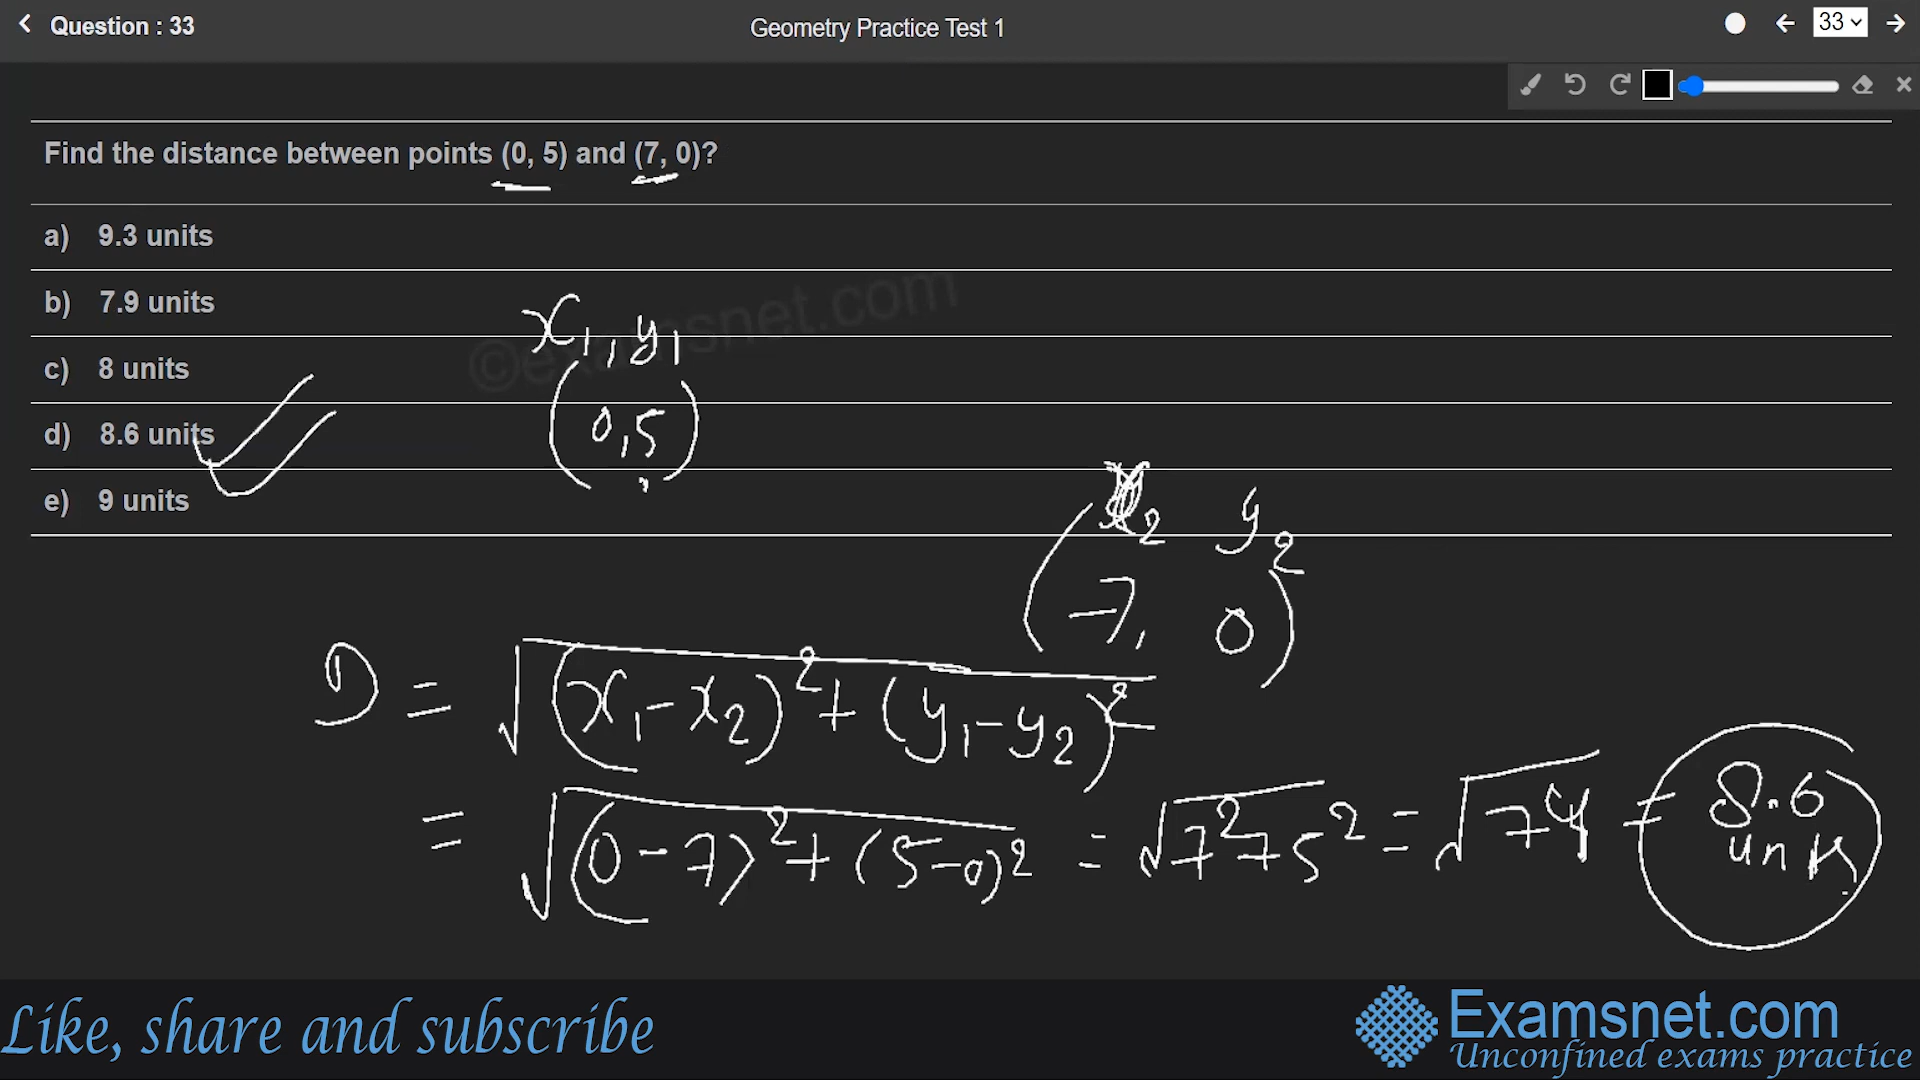 Question : 33
Geometry Practice Test 1
33
Find the distance between points (0, 5) and (7, 0)?
a) 9.3 units
b) 7.9 units
c) 8 units
d) 8.6 units
e) 9 units
©examsnet.com
x₁, y₁
(0,5)
x₂ y₂
(7, 0)
D = √(x₁-x₂)² + (y₁-y₂)²
= √(0-7)² + (5-0)² = √7²+5² = √74 = 8.6
units
Like, share and subscribe
Examsnet.com
Unconfined exams practice